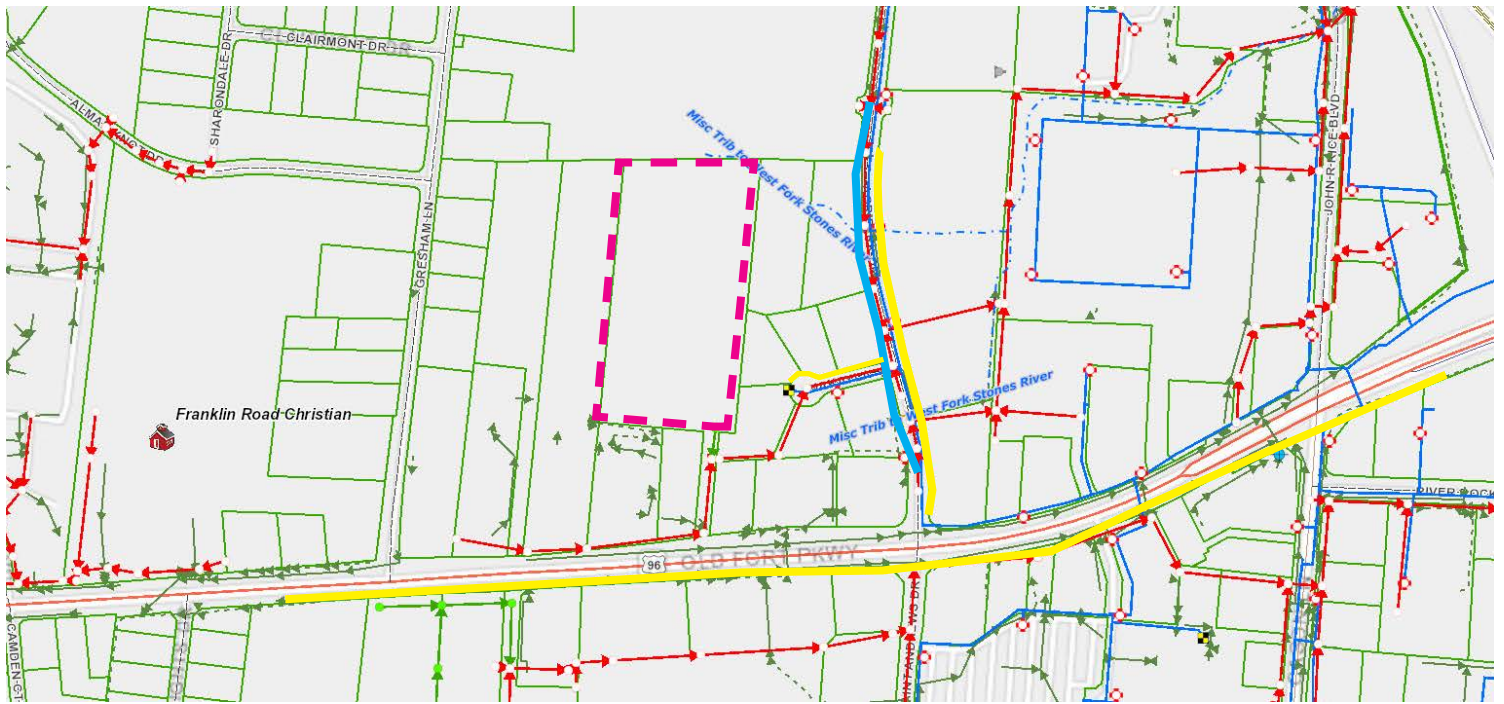 CLAIRMONT DR
SHARONDALE DR
GRESHAM LN
Misc Trib to West Fork Stones River
JOHN R RICE BLVD
Franklin Road Christian
Misc Trib to West Fork Stones River
RIVER ROCK
96
OLD FORT PKWY
CAMDEN CT